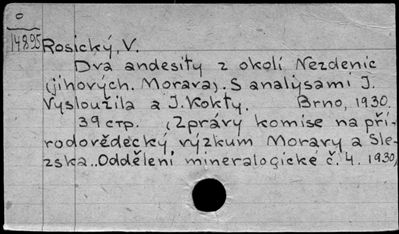 o
14895
Rosický, V.
Dva andesity z okolí Nezdenic
(jihových. Morava). S analysami J.
Vysloužila a J. Kokty. Brno, 1930.
39 стр. (Zprávy komise na pří-
rodovědecký výzkum Moravy a Sle-
zska.. Oddělení mineralogické č. 4. 1930)